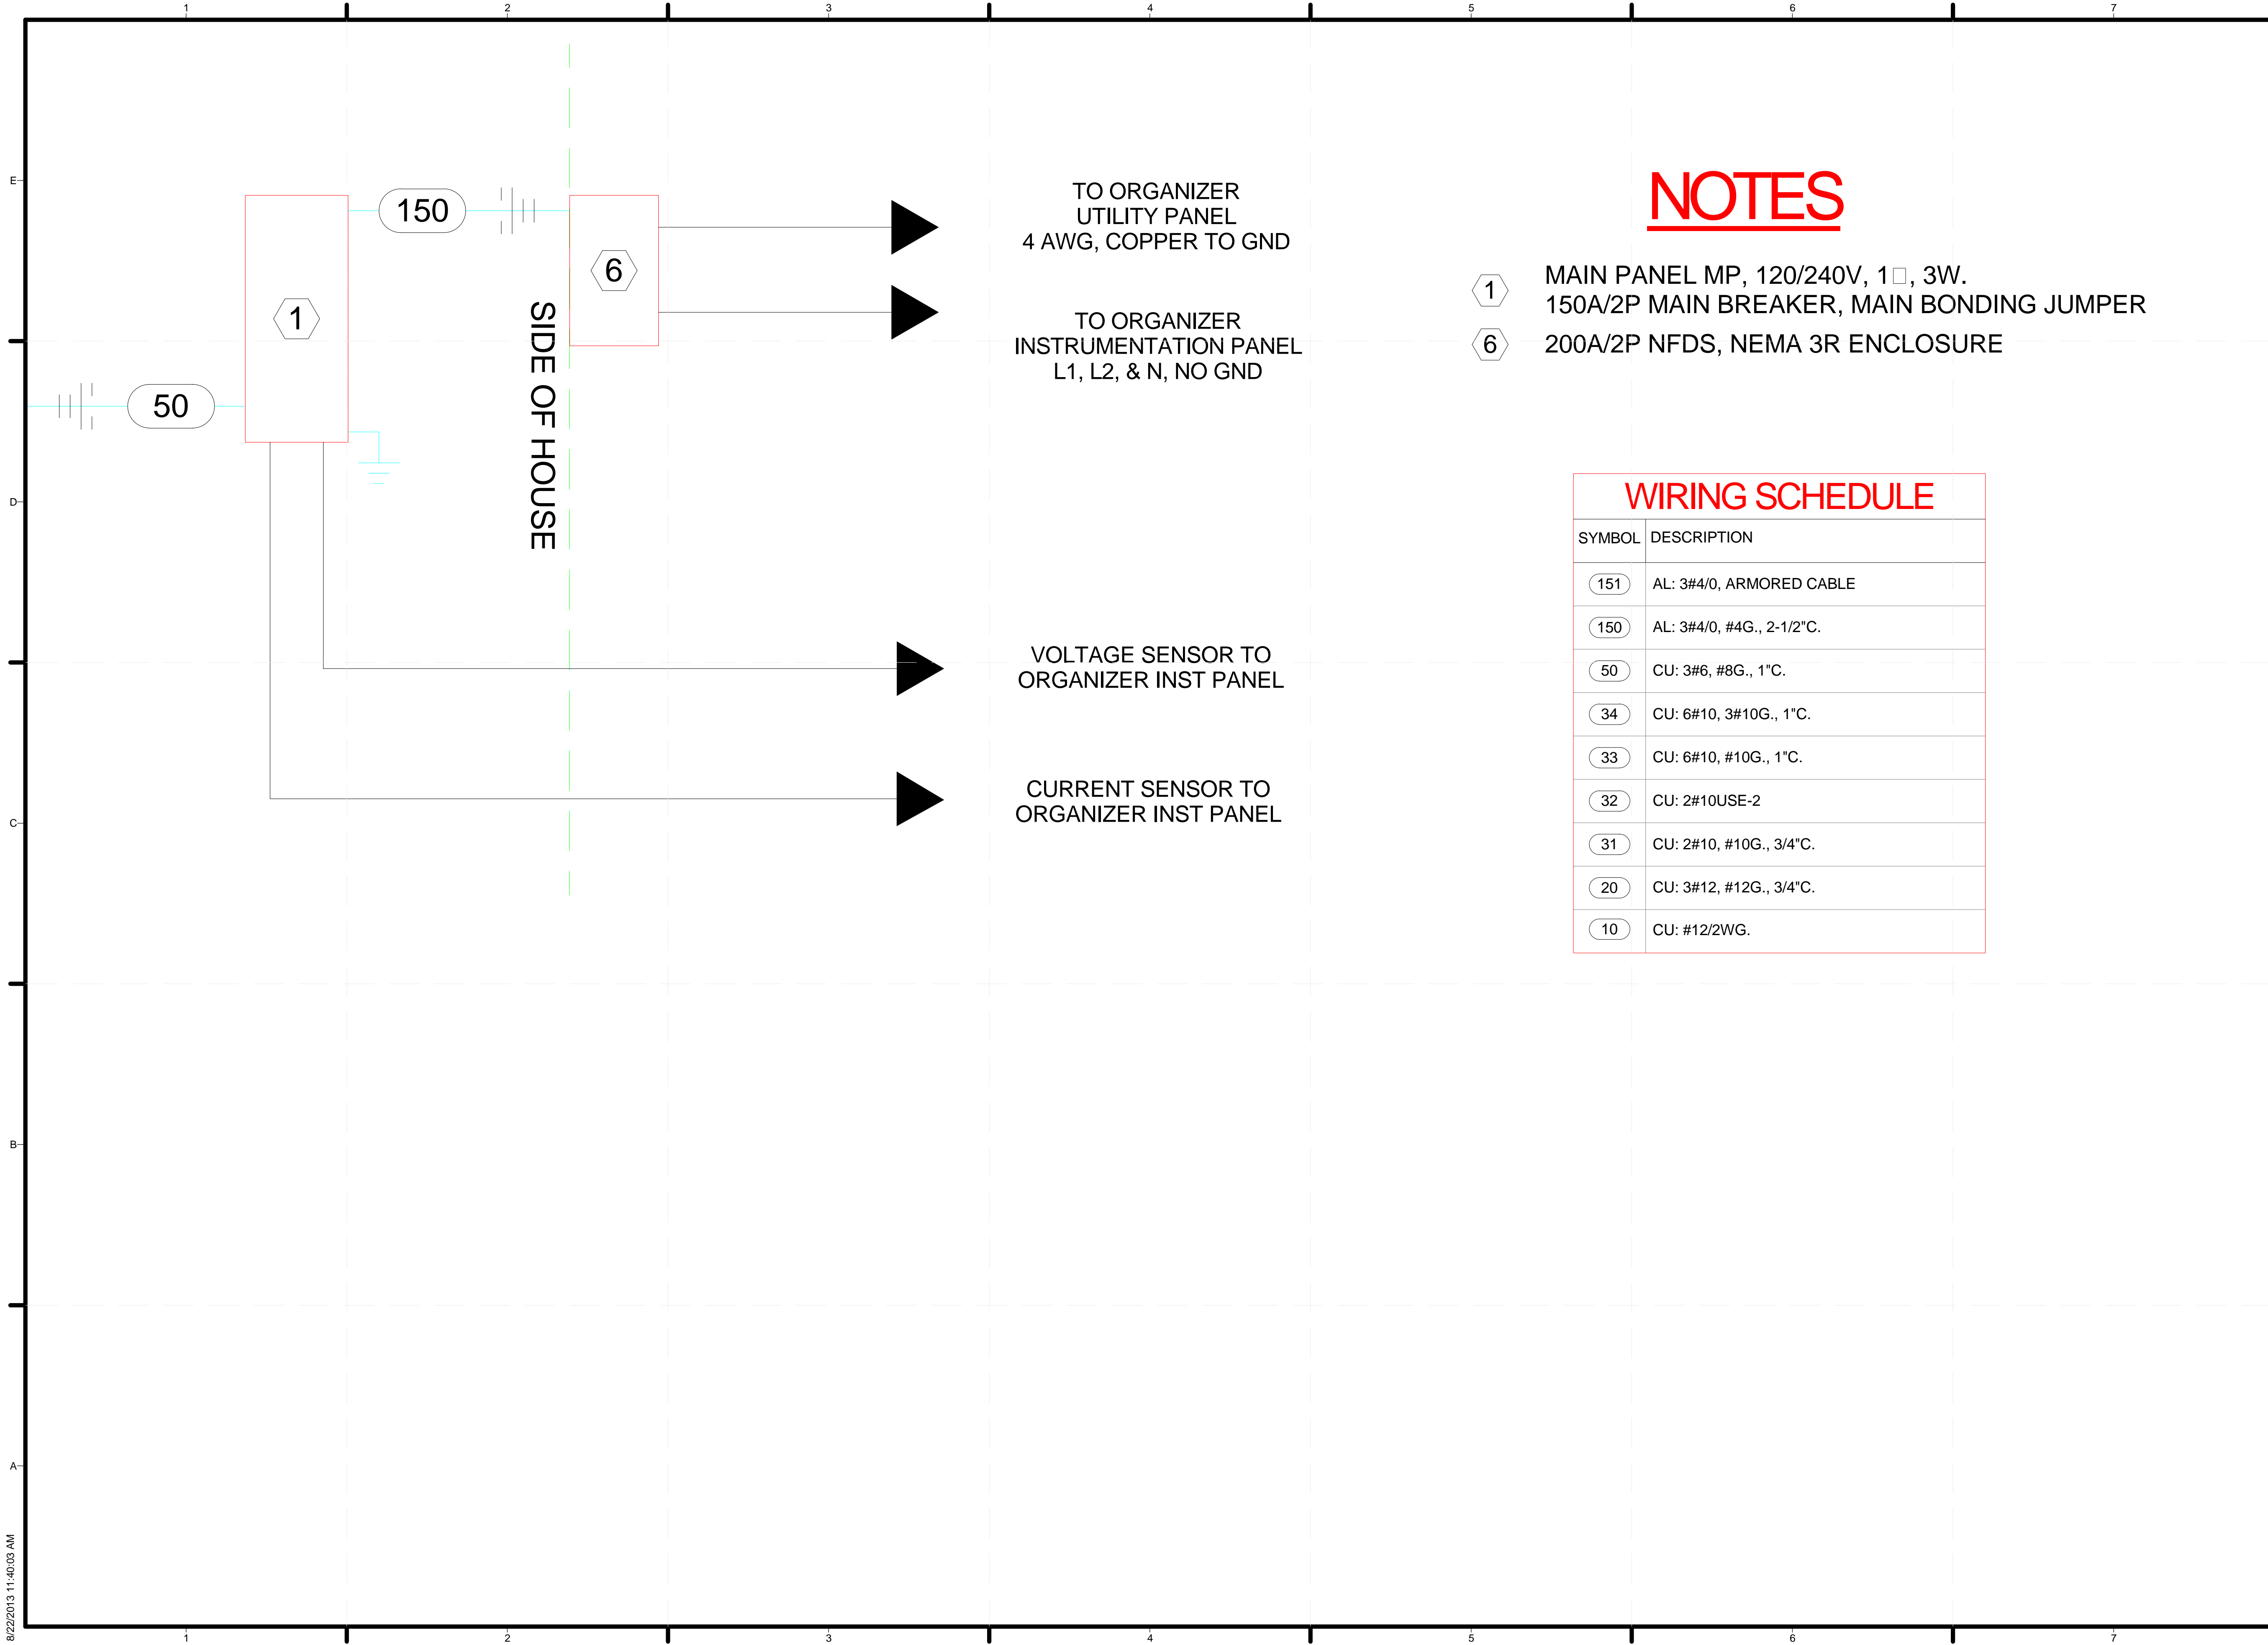 1 2 3 4 5 6 7
E
D
C
B
A
150
1
6
50
SIDE OF HOUSE
TO ORGANIZER
UTILITY PANEL
4 AWG, COPPER TO GND
TO ORGANIZER
INSTRUMENTATION PANEL
L1, L2, & N, NO GND
VOLTAGE SENSOR TO
ORGANIZER INST PANEL
CURRENT SENSOR TO
ORGANIZER INST PANEL
NOTES
1 MAIN PANEL MP, 120/240V, 1□, 3W.
150A/2P MAIN BREAKER, MAIN BONDING JUMPER
6 200A/2P NFDS, NEMA 3R ENCLOSURE
WIRING SCHEDULE
SYMBOL DESCRIPTION
151 AL: 3#4/0, ARMORED CABLE
150 AL: 3#4/0, #4G., 2-1/2"C.
50 CU: 3#6, #8G., 1"C.
34 CU: 6#10, 3#10G., 1"C.
33 CU: 6#10, #10G., 1"C.
32 CU: 2#10USE-2
31 CU: 2#10, #10G., 3/4"C.
20 CU: 3#12, #12G., 3/4"C.
10 CU: #12/2WG.
8/22/2013 11:40:03 AM
1 2 3 4 5 6 7